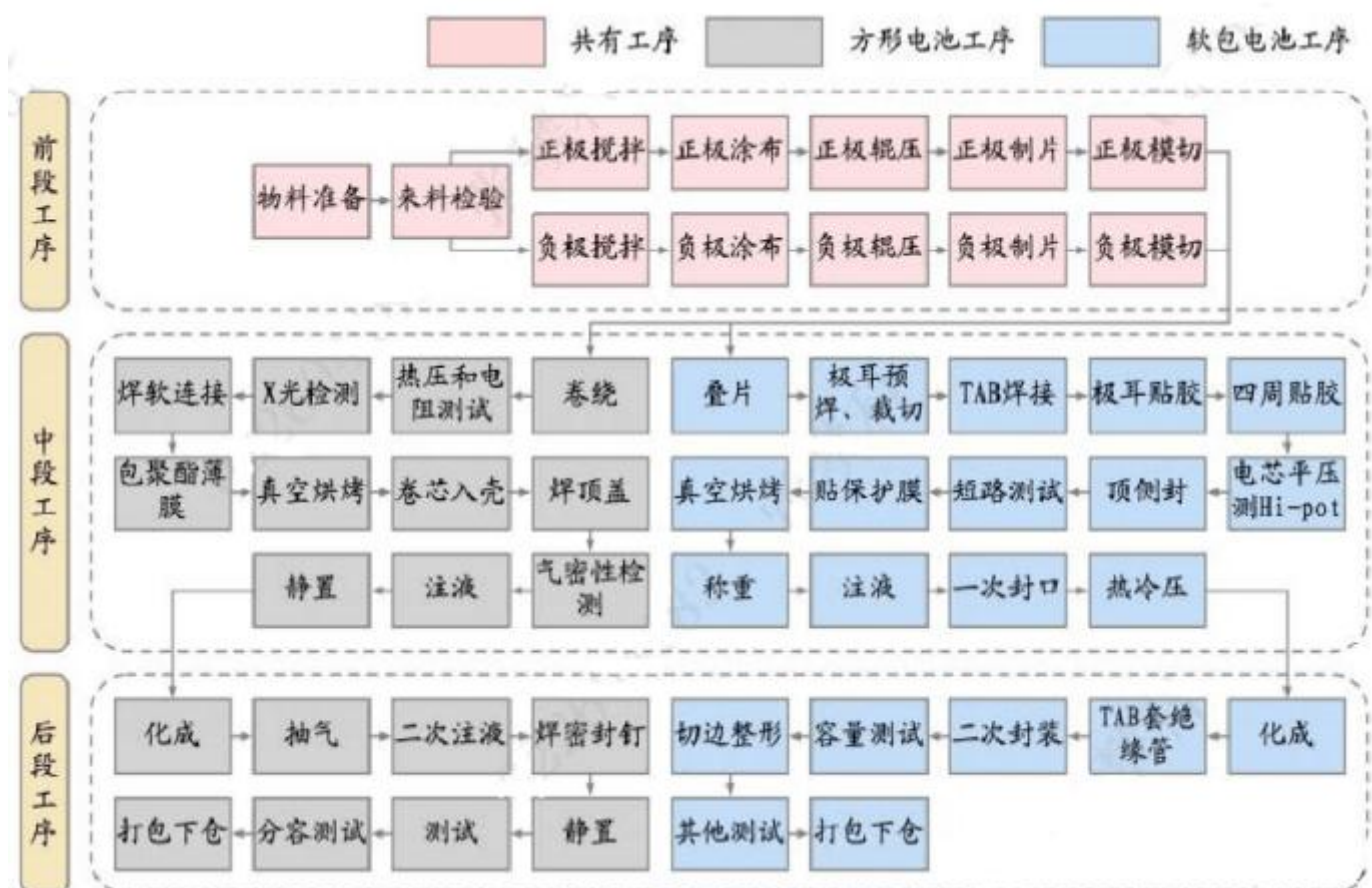 共有工序
方形电池工序
软包电池工序
前段工序
正极搅拌
正极涂布
正极辊压
正极制片
正极模切
物料准备
来料检验
负极搅拌
负极涂布
负极辊压
负极制片
负极模切
中段工序
焊软连接
X光检测
热压和电
阻测试
卷绕
叠片
极耳预
焊、裁切
TAB焊接
极耳贴胶
四周贴胶
包聚酯薄
膜
真空烘烤
卷芯入壳
焊顶盖
真空烘烤
贴保护膜
短路测试
顶侧封
电芯平压
测Hi-pot
静置
注液
气密性检
测
称重
注液
一次封口
热冷压
后段工序
化成
抽气
二次注液
焊密封钉
切边整形
容量测试
二次封装
TAB套绝
缘管
化成
打包下仓
分容测试
测试
静置
其他测试
打包下仓